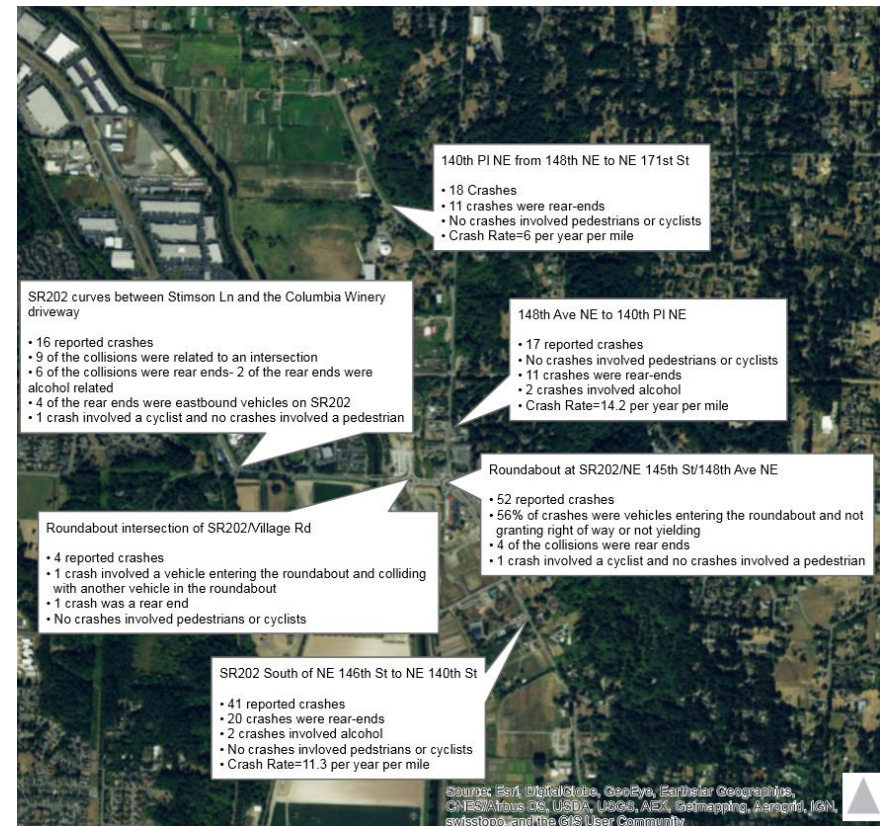 140th Pl NE from 148th NE to NE 171st St
• 18 Crashes
• 11 crashes were rear-ends
• No crashes involved pedestrians or cyclists
• Crash Rate=6 per year per mile
SR202 curves between Stimson Ln and the Columbia Winery
driveway
• 16 reported crashes
• 9 of the collisions were related to an intersection
• 6 of the collisions were rear ends- 2 of the rear ends were
alcohol related
• 4 of the rear ends were eastbound vehicles on SR202
• 1 crash involved a cyclist and no crashes involved a pedestrian
148th Ave NE to 140th Pl NE
• 17 reported crashes
• No crashes involved pedestrians or cyclists
• 11 crashes were rear-ends
• 2 crashes involved alcohol
• Crash Rate=14.2 per year per mile
Roundabout at SR202/NE 145th St/148th Ave NE
• 52 reported crashes
• 56% of crashes were vehicles entering the roundabout and not
granting right of way or not yielding
• 4 of the collisions were rear ends
• 1 crash involved a cyclist and no crashes involved a pedestrian
Roundabout intersection of SR202/Village Rd
• 4 reported crashes
• 1 crash involved a vehicle entering the roundabout and colliding
with another vehicle in the roundabout
• 1 crash was a rear end
• No crashes involved pedestrians or cyclists
SR202 South of NE 146th St to NE 140th St
• 41 reported crashes
• 20 crashes were rear-ends
• 2 crashes involved alcohol
• No crashes invloved pedstrians or cyclists
• Crash Rate=11.3 per year per mile
Source: Esri, DigitalGlobe, GeoEye, Earthstar Geographics,
CNES/Airbus DS, USDA, USGS, AEX, Getmapping, Aerogrid, IGN,
swisstopo, and the GIS User Community